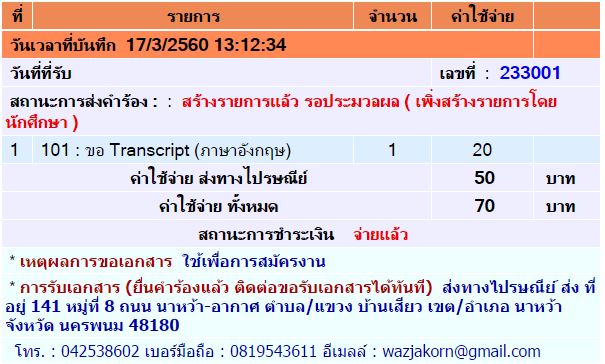 ที่ รายการ จำนวน ค่าใช้จ่าย
วันเวลาที่บันทึก 17/3/2560 13:12:34
วันที่ที่รับ เลขที่ : 233001
สถานะการส่งคำร้อง : : สร้างรายการแล้ว รอประมวลผล ( เพิ่งสร้างรายการโดย
นักศึกษา )
1 101 : ขอ Transcript (ภาษาอังกฤษ) 1 20
ค่าใช้จ่าย ส่งทางไปรษณีย์ 50 บาท
ค่าใช้จ่าย ทั้งหมด 70 บาท
สถานะการชำระเงิน จ่ายแล้ว
* เหตุผลการขอเอกสาร ใช้เพื่อการสมัครงาน
* การรับเอกสาร (ยื่นคำร้องแล้ว ติดต่อขอรับเอกสารได้ทันที) ส่งทางไปรษณีย์ ส่ง ที่
อยู่ 141 หมู่ที่ 8 ถนน นาหว้า-อากาศ ตำบล/แขวง บ้านเสียว เขต/อำเภอ นาหว้า
จังหวัด นครพนม 48180
โทร. : 042538602 เบอร์มือถือ : 0819543611 อีเมลล์ : wazjakorn@gmail.com